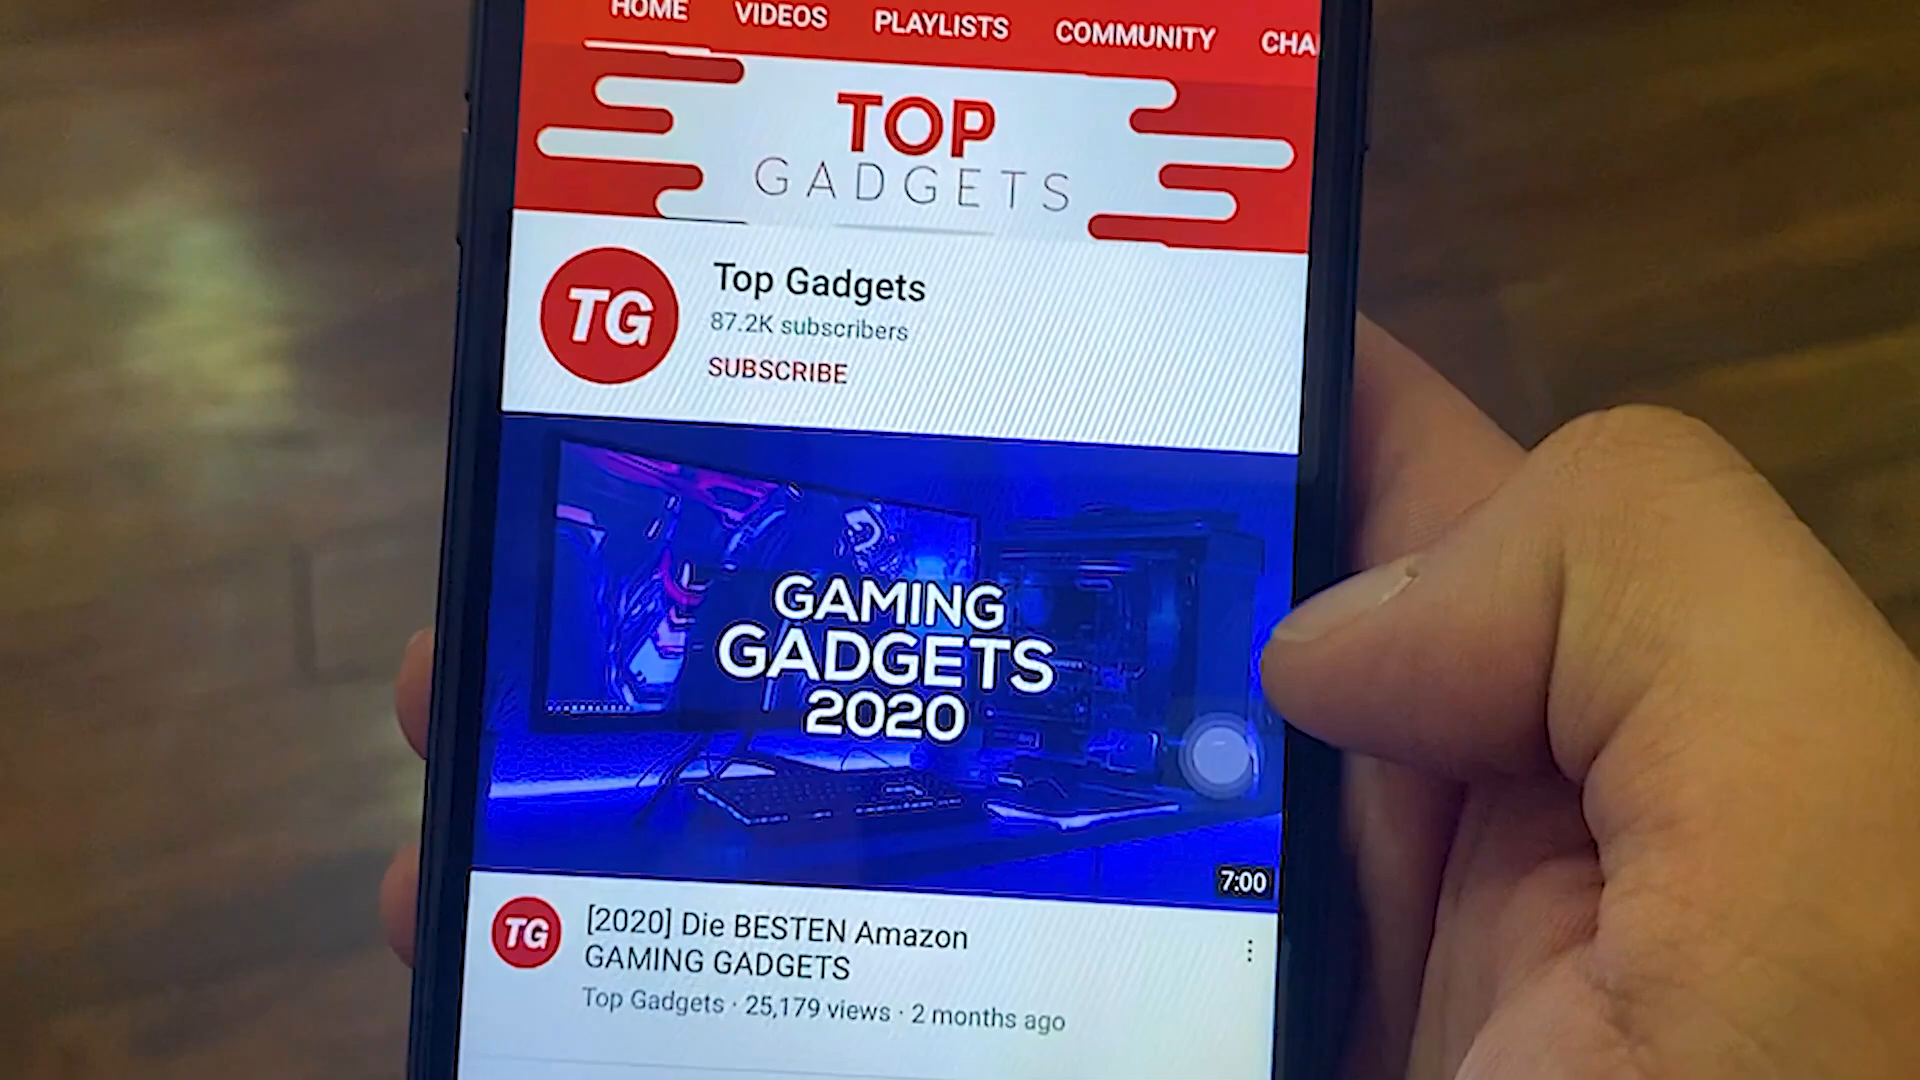 HOME VIDEOS PLAYLISTS COMMUNITY CHA
TOP
GADGETS
TG
Top Gadgets
87.2K subscribers
SUBSCRIBE
GAMING
GADGETS
2020
7:00
TG
[2020] Die BESTEN Amazon
GAMING GADGETS
Top Gadgets · 25,179 views · 2 months ago